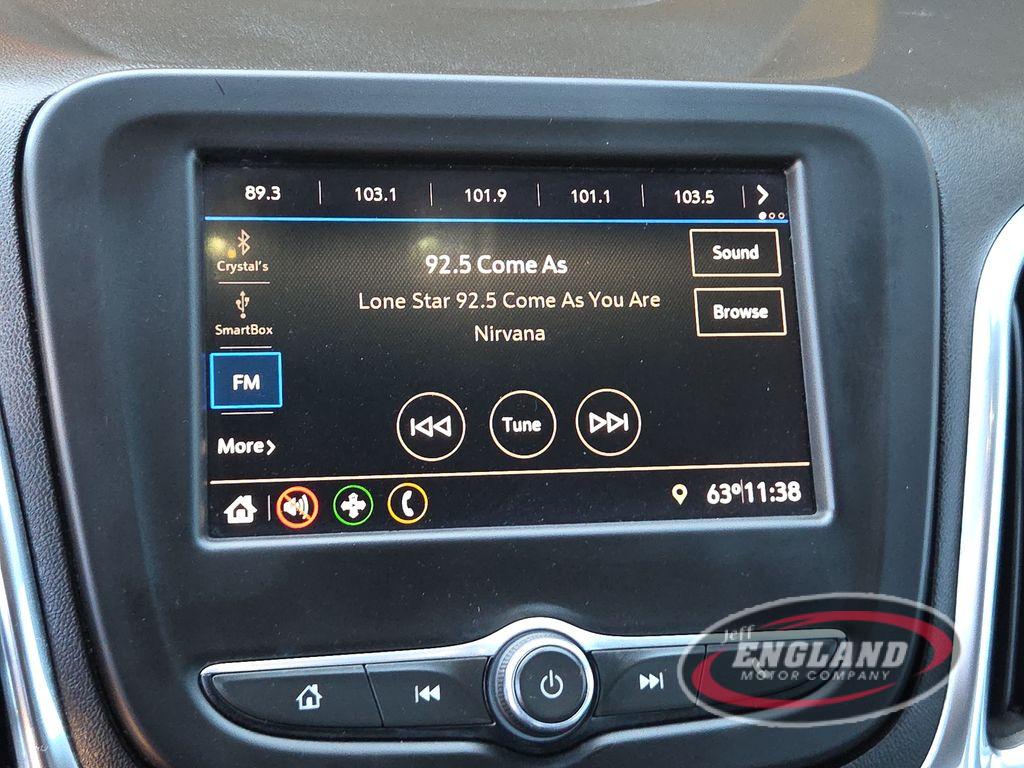 89.3 103.1 101.9 101.1 103.5
Crystal's
92.5 Come As
Sound
Lone Star 92.5 Come As You Are
Nirvana
SmartBox
Browse
FM
Tune
More
63° 11:38
jeff
ENGLAND
MOTOR COMPANY